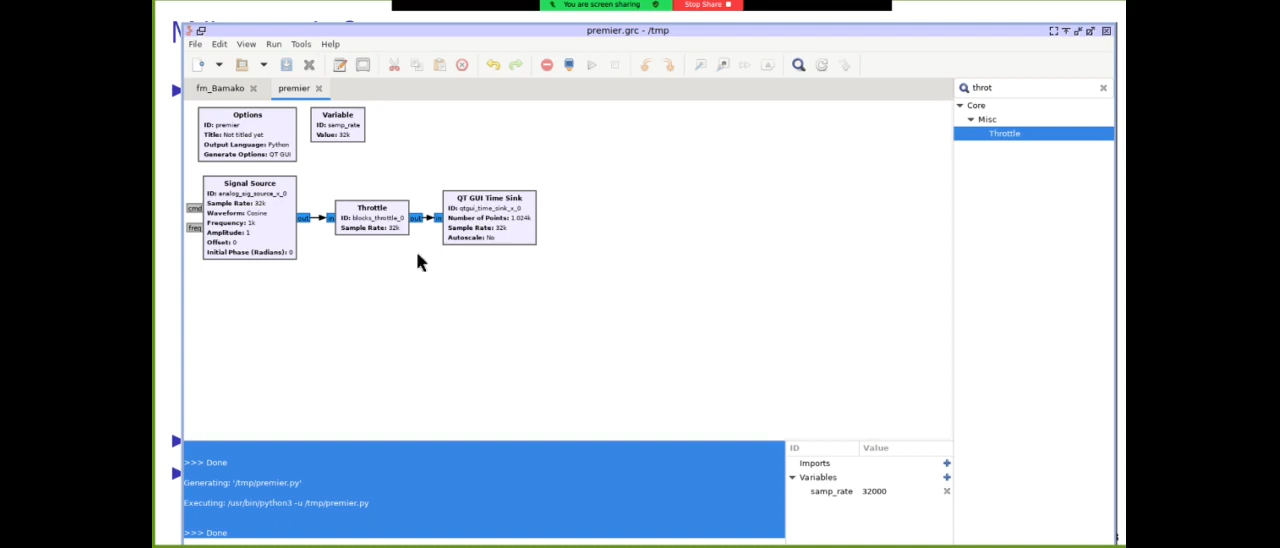 You are screen sharing
Stop Share
premier.grc - /tmp
File Edit View Run Tools Help
fm_Bamako
premier
throt
Core
Misc
Throttle
Options
ID: premier
Title: Not titled yet
Output Language: Python
Generate Options: QT GUI
Variable
ID: samp_rate
Value: 32k
Signal Source
ID: analog_sig_source_x_0
Sample Rate: 32k
Waveform: Cosine
Frequency: 1k
Amplitude: 1
Offset: 0
Initial Phase (Radians): 0
cmd
freq
out
in
Throttle
ID: blocks_throttle_0
Sample Rate: 32k
out
in
QT GUI Time Sink
ID: qtgui_time_sink_x_0
Number of Points: 1.024k
Sample Rate: 32k
Autoscale: No
>>> Done
Generating: '/tmp/premier.py'
Executing: /usr/bin/python3 -u /tmp/premier.py
>>> Done
ID Value
Imports
Variables
samp_rate 32000